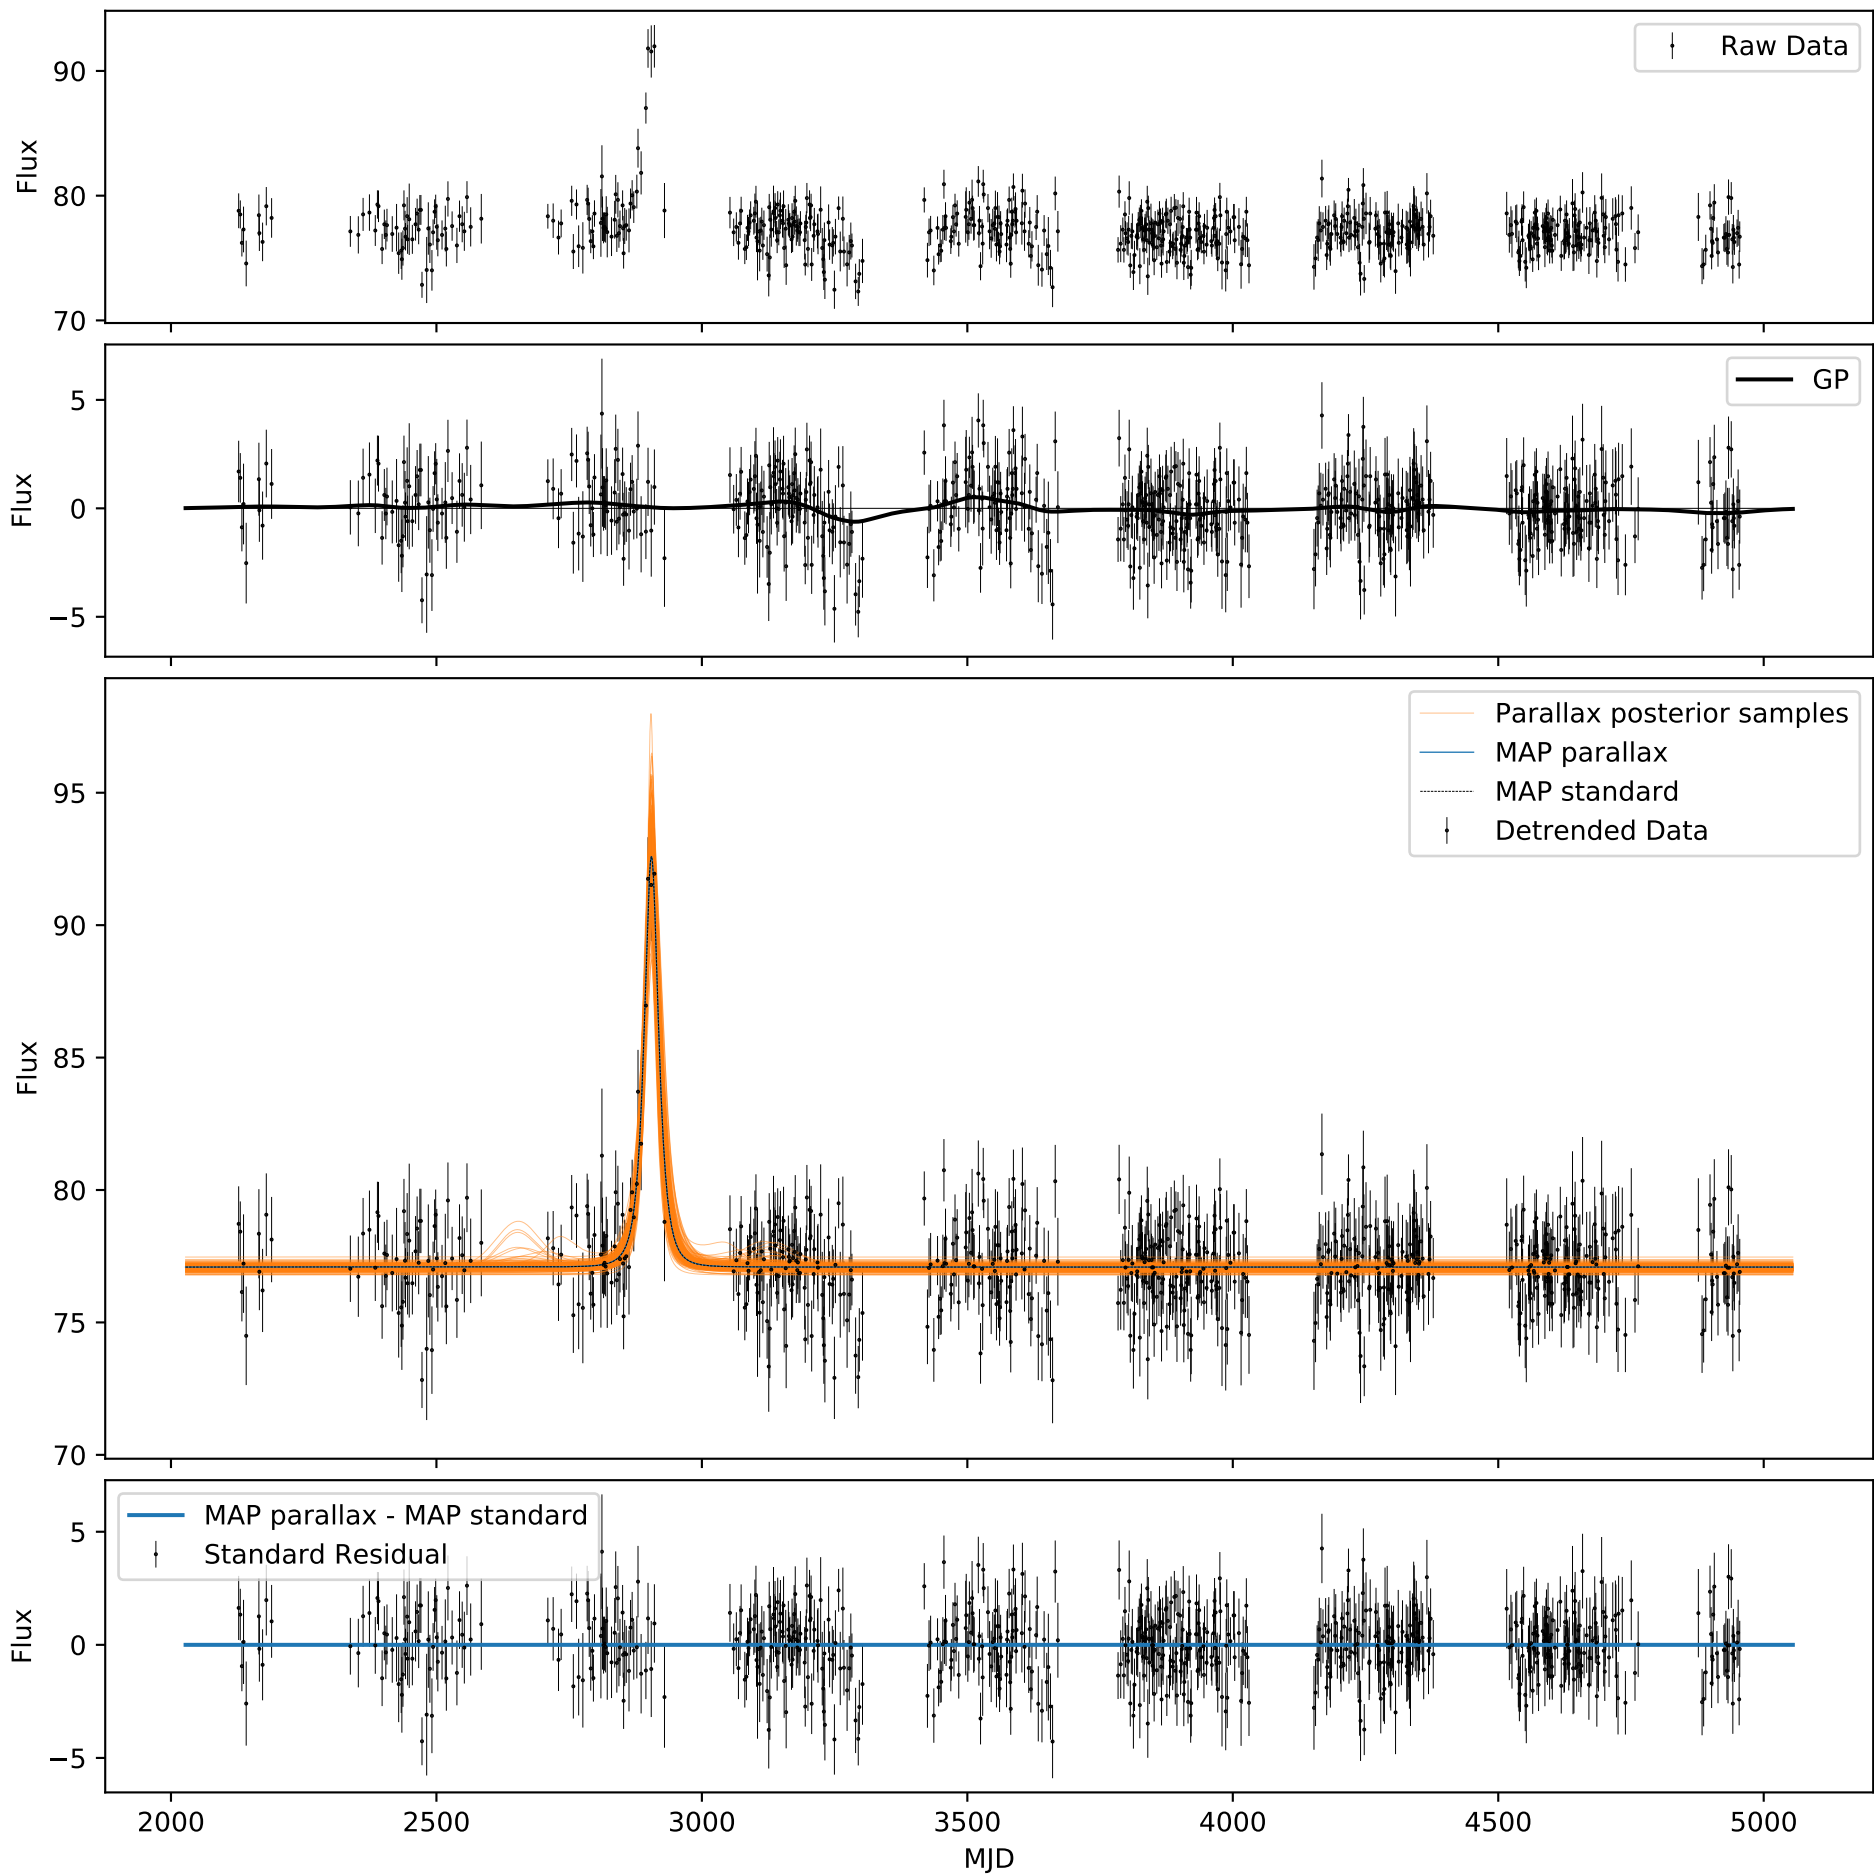 90
80
70
Flux
Raw Data
5
0
−5
Flux
GP
95
90
85
80
75
70
Flux
Parallax posterior samples
MAP parallax
MAP standard
Detrended Data
5
0
−5
Flux
MAP parallax - MAP standard
Standard Residual
2000 2500 3000 3500 4000 4500 5000
MJD